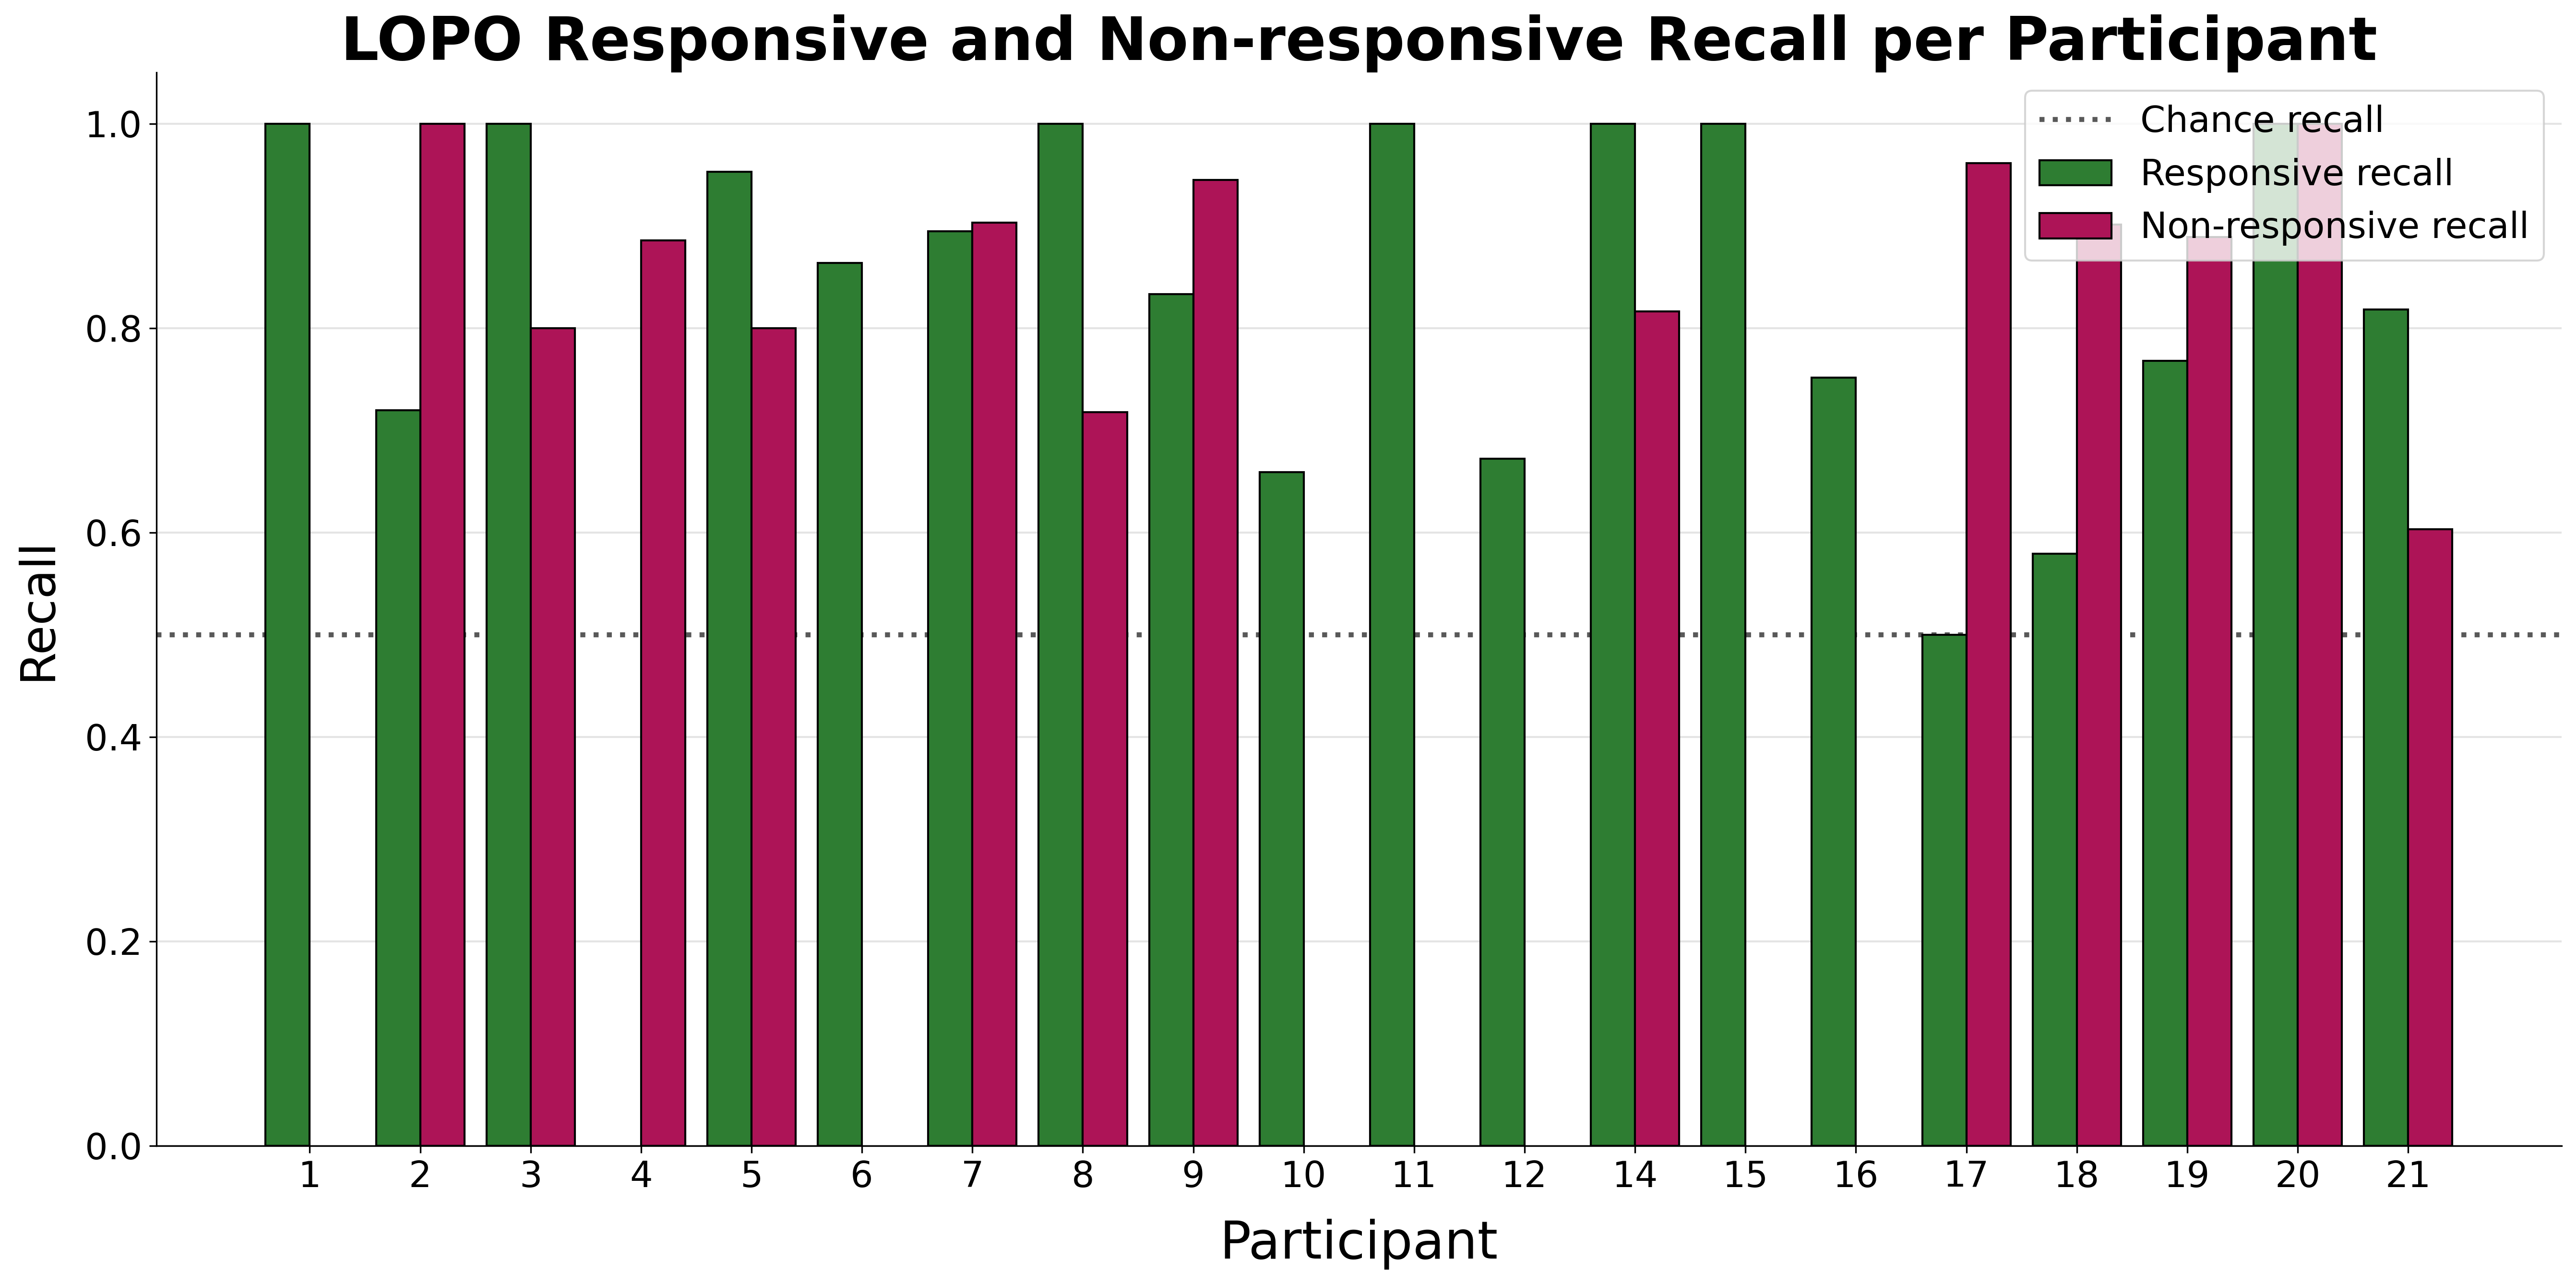 LOPO Responsive and Non-responsive Recall per Participant
Chance recall
Responsive recall
Non-responsive recall
Recall
1.0
0.8
0.6
0.4
0.2
0.0
1 2 3 4 5 6 7 8 9 10 11 12 14 15 16 17 18 19 20 21
Participant